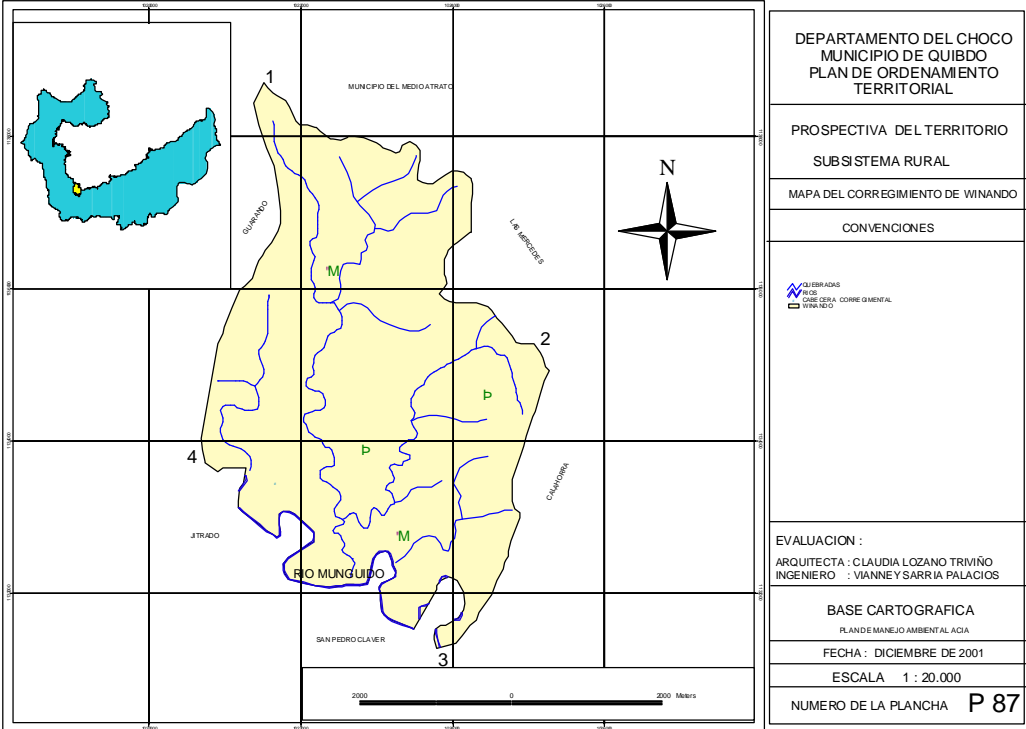 1
MUNICIPIO DEL MEDIO ATRATO
GUARANDO
LAS MERCEDES
N
"M
2
Þ
Þ
4
CALAHORRA
JITRADO
"M
RIO MUNGUIDO
SAN PEDRO CLAVER
3
2000 0 2000 Meters
DEPARTAMENTO DEL CHOCO
MUNICIPIO DE QUIBDO
PLAN DE ORDENAMIENTO
TERRITORIAL
PROSPECTIVA DEL TERRITORIO
SUBSISTEMA RURAL
MAPA DEL CORREGIMIENTO DE WINANDO
CONVENCIONES
QUEBRADAS
RIOS
CABECERA CORREGIMENTAL
WINANDO
EVALUACION :
ARQUITECTA : CLAUDIA LOZANO TRIVIÑO
INGENIERO : VIANNEY SARRIA PALACIOS
BASE CARTOGRAFICA
PLAN DE MANEJO AMBIENTAL ACIA
FECHA : DICIEMBRE DE 2001
ESCALA 1 : 20.000
NUMERO DE LA PLANCHA P 87